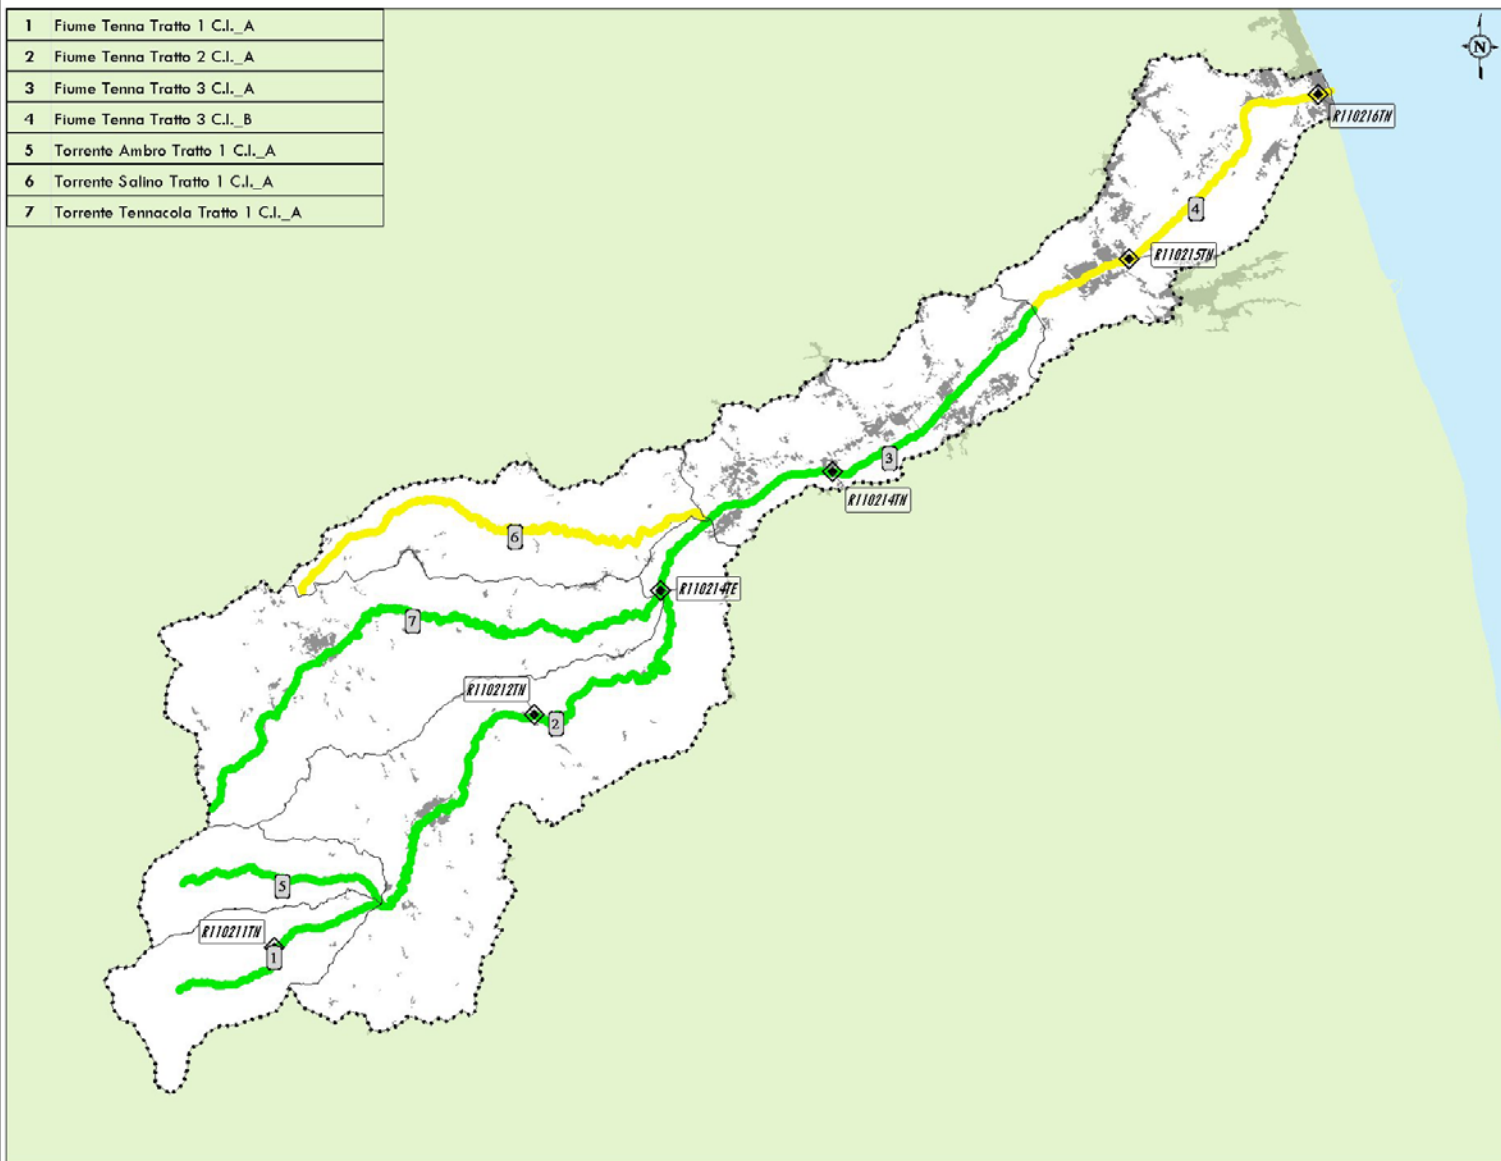 1 Fiume Tenna Tratto 1 C.I._A
2 Fiume Tenna Tratto 2 C.I._A
3 Fiume Tenna Tratto 3 C.I._A
4 Fiume Tenna Tratto 3 C.I._B
5 Torrente Ambro Tratto 1 C.I._A
6 Torrente Salino Tratto 1 C.I._A
7 Torrente Tennacola Tratto 1 C.I._A
N
R110216TN
4
R110215TN
3
R110214TN
6
R110214TE
7
R110212TN
2
5
R110211TN
1